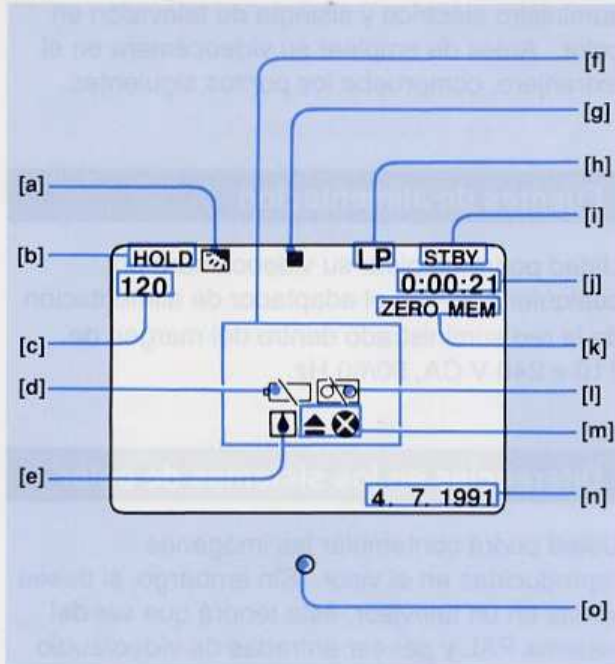 [f]
[g]
[h]
[a]
[i]
[b] HOLD LP STBY
120 0:00:21 [j]
ZERO MEM
[c] [k]
[d] [l]
[m]
[e] 4. 7. 1991 [n]
[o]